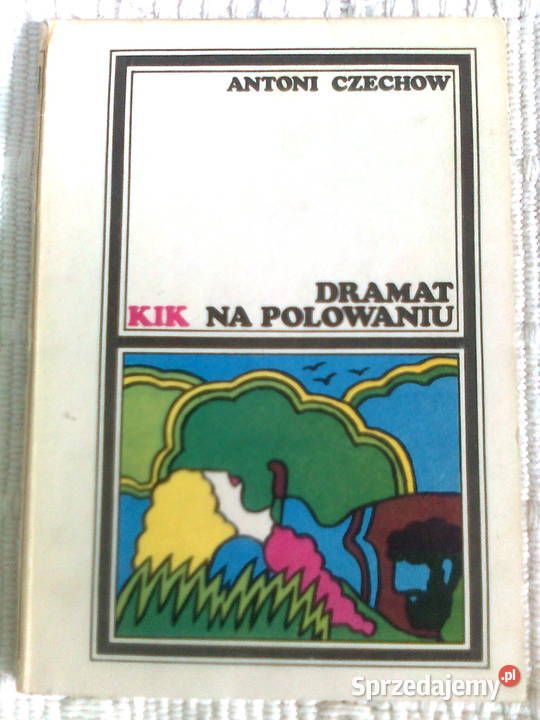 ANTONI CZECHOW
DRAMAT
KIK NA POLOWANIU
Sprzedajemy.pl